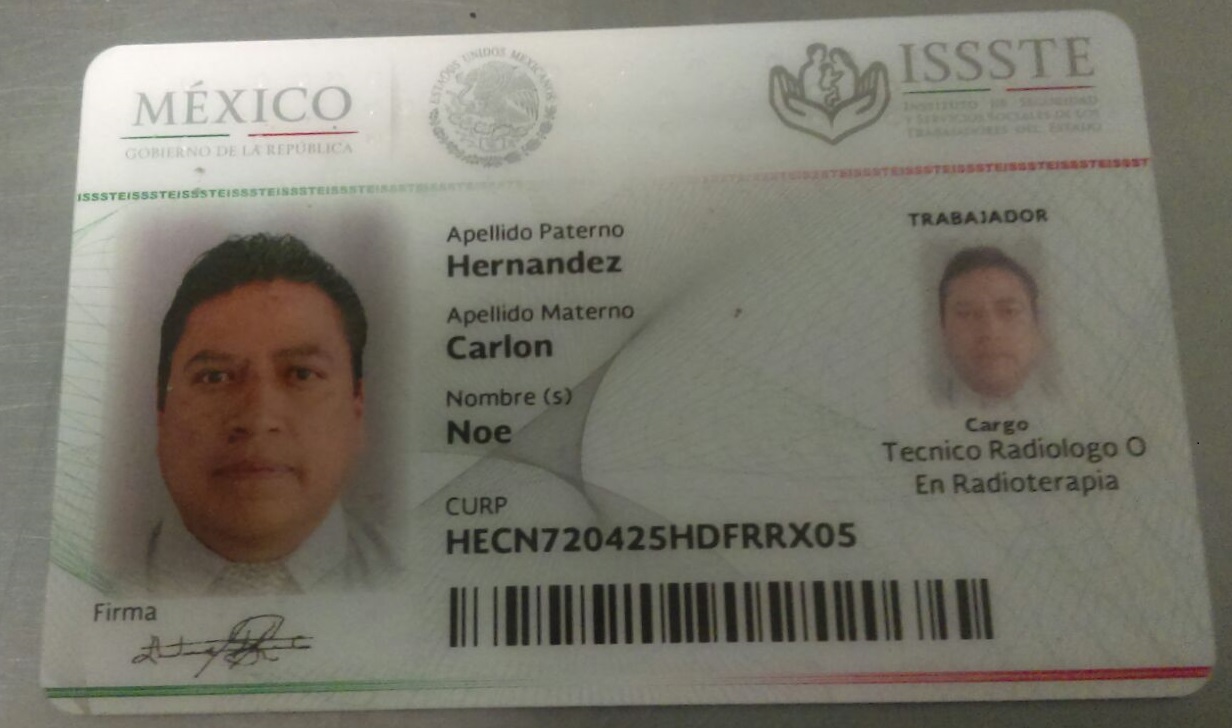 MÉXICO
GOBIERNO DE LA REPÚBLICA
ESTADOS UNIDOS MEXICANOS
ISSSTE
INSTITUTO DE SEGURIDAD
Y SERVICIOS SOCIALES DE LOS
TRABAJADORES DEL ESTADO
ISSSTEISSSTEISSSTEISSSTEISSSTEISSSTEISSSTE
Apellido Paterno
Hernandez
Apellido Materno
Carlon
Nombre (s)
Noe
CURP
HECN720425HDFRRX05
TRABAJADOR
Cargo
Tecnico Radiologo O
En Radioterapia
Firma